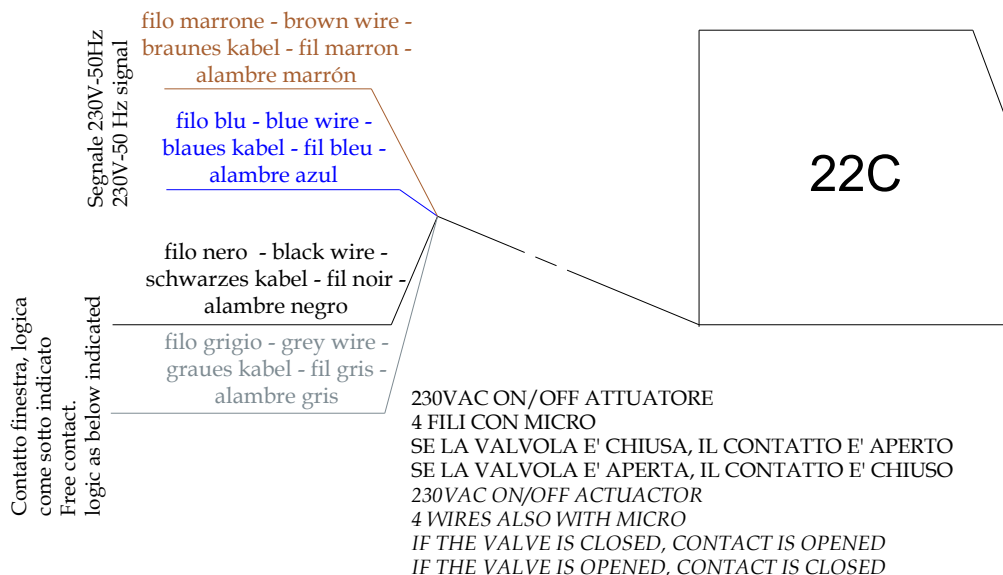 Segnale 230V-50Hz
230V-50 Hz signal
filo marrone - brown wire -
braunes kabel - fil marron -
alambre marrón
filo blu - blue wire -
blaues kabel - fil bleu -
alambre azul
22C
Contatto finestra, logica
come sotto indicato
Free contact.
logic as below indicated
filo nero - black wire -
schwarzes kabel - fil noir -
alambre negro
filo grigio - grey wire -
graues kabel - fil gris -
alambre gris
230VAC ON/OFF ATTUATORE
4 FILI CON MICRO
SE LA VALVOLA E' CHIUSA, IL CONTATTO E' APERTO
SE LA VALVOLA E' APERTA, IL CONTATTO E' CHIUSO
230VAC ON/OFF ACTUACTOR
4 WIRES ALSO WITH MICRO
IF THE VALVE IS CLOSED, CONTACT IS OPENED
IF THE VALVE IS OPENED, CONTACT IS CLOSED